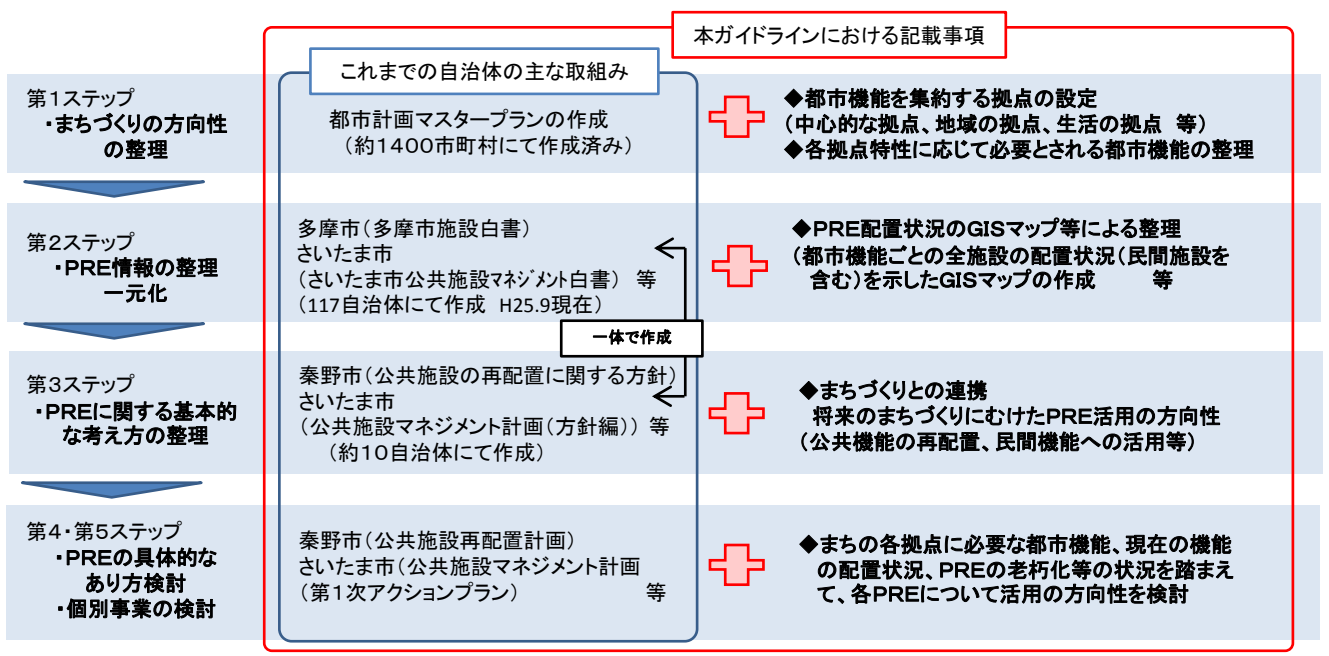 本ガイドラインにおける記載事項
これまでの自治体の主な取組み
第1ステップ
・まちづくりの方向性
の整理
都市計画マスタープランの作成
(約1400市町村にて作成済み)
◆都市機能を集約する拠点の設定
(中心的な拠点、地域の拠点、生活の拠点 等)
◆各拠点特性に応じて必要とされる都市機能の整理
第2ステップ
・PRE情報の整理
一元化
多摩市(多摩市施設白書)
さいたま市
(さいたま市公共施設マネジメント白書) 等
(117自治体にて作成 H25.9現在)
◆PRE配置状況のGISマップ等による整理
(都市機能ごとの全施設の配置状況(民間施設を
含む)を示したGISマップの作成 等
一体で作成
第3ステップ
・PREに関する基本的
な考え方の整理
秦野市(公共施設の再配置に関する方針)
さいたま市
(公共施設マネジメント計画(方針編)) 等
(約10自治体にて作成)
◆まちづくりとの連携
将来のまちづくりにむけたPRE活用の方向性
(公共機能の再配置、民間機能への活用等)
第4・第5ステップ
・PREの具体的な
あり方検討
・個別事業の検討
秦野市(公共施設再配置計画)
さいたま市(公共施設マネジメント計画
(第1次アクションプラン) 等
◆まちの各拠点に必要な都市機能、現在の機能
の配置状況、PREの老朽化等の状況を踏まえ
て、各PREについて活用の方向性を検討